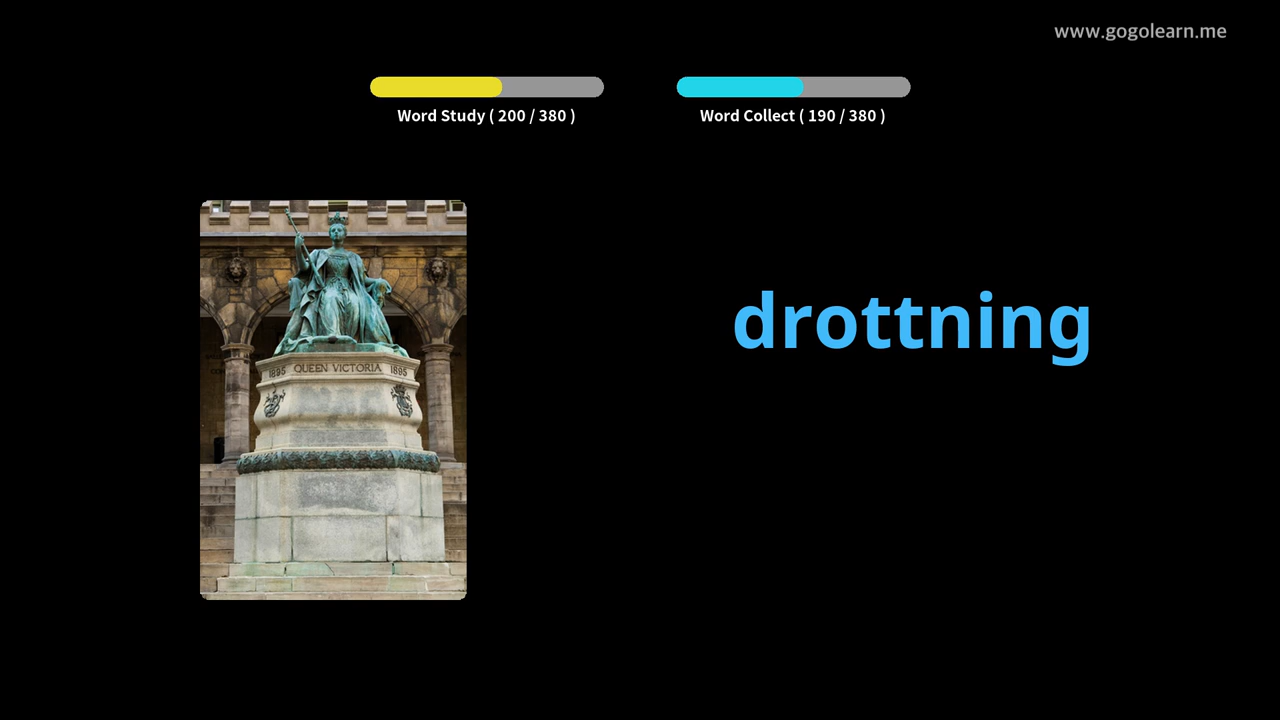 www.gogolearn.me
Word Study ( 200 / 380 )
Word Collect ( 190 / 380 )
1895 QUEEN VICTORIA 1895
drottning